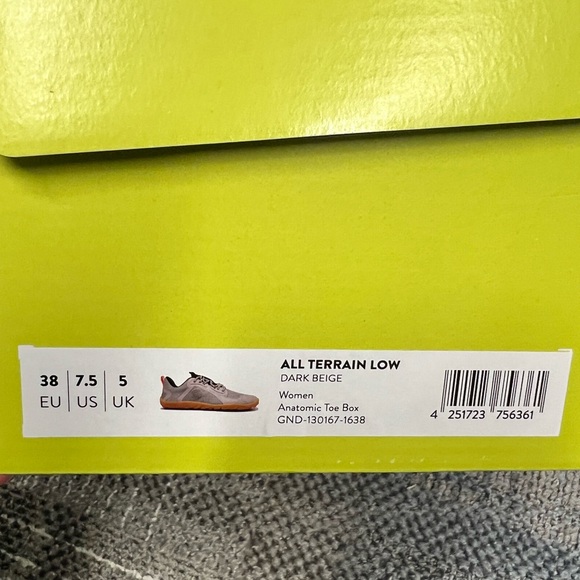 38 | 7.5 | 5
EU | US | UK
ALL TERRAIN LOW
DARK BEIGE
Women
Anatomic Toe Box
GND-130167-1638
4 251723 756361